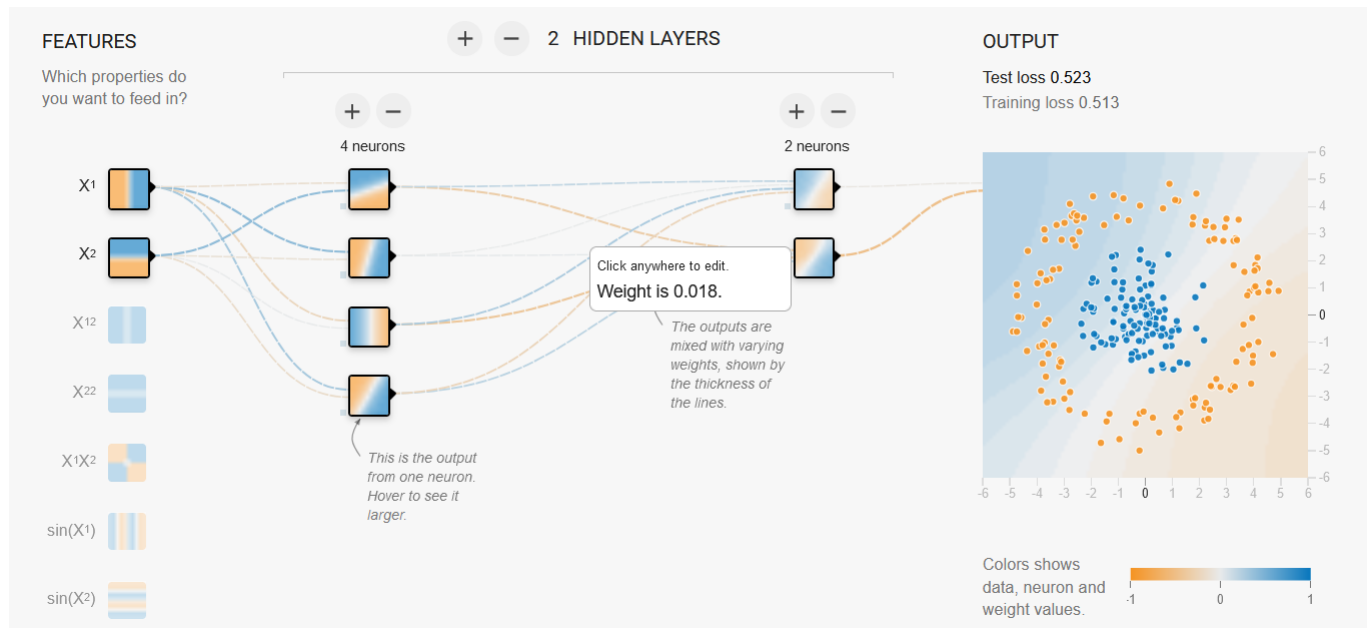 FEATURES
Which properties do
you want to feed in?
+ − 2 HIDDEN LAYERS
+ −
4 neurons
+ −
2 neurons
OUTPUT
Test loss 0.523
Training loss 0.513
X1
X2
X12
X22
X1X2
sin(X1)
sin(X2)
Click anywhere to edit.
Weight is 0.018.
The outputs are
mixed with varying
weights, shown by
the thickness of
the lines.
This is the output
from one neuron.
Hover to see it
larger.
6
5
4
3
2
1
0
-1
-2
-3
-4
-5
-6
-6 -5 -4 -3 -2 -1 0 1 2 3 4 5 6
Colors shows
data, neuron and
weight values.
-1 0 1